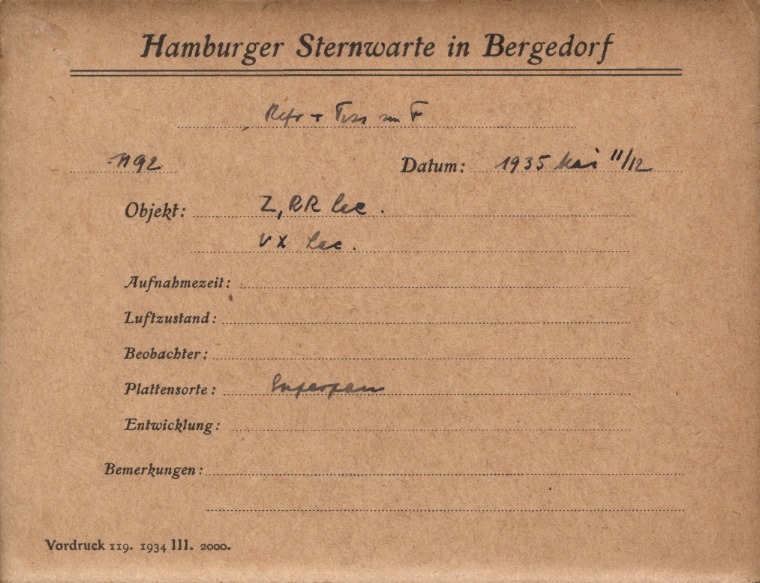 Hamburger Sternwarte in Bergedorf
Refr +
1192 Datum: 1935 Mai 11/12
Objekt: Z, RR Lec.
VX Lec.
Aufnahmezeit:
Luftzustand:
Beobachter:
Plattensorte: Superpan
Entwicklung:
Bemerkungen:
Vordruck 119. 1934 III. 2000.